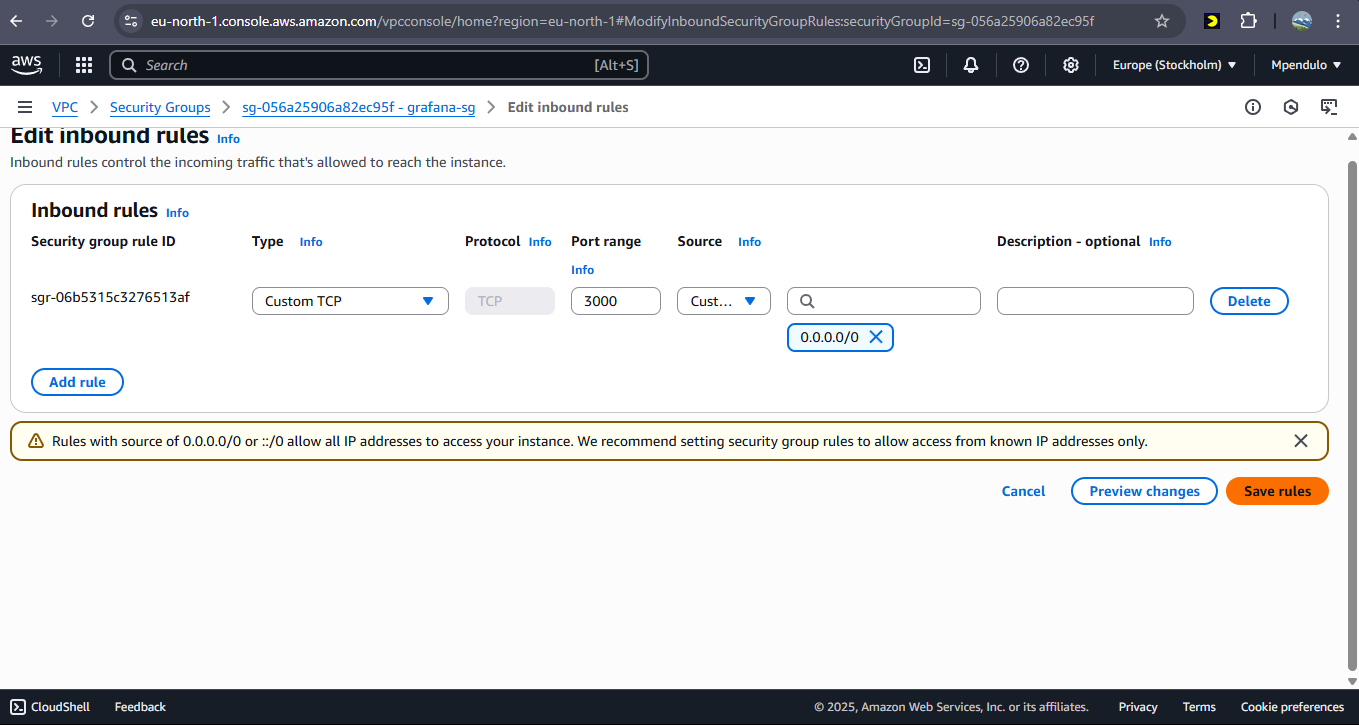 eu-north-1.console.aws.amazon.com/vpcconsole/home?region=eu-north-1#ModifyInboundSecurityGroupRules:securityGroupId=sg-056a25906a82ec95f
aws Search [Alt+S] Europe (Stockholm) Mpendulo
VPC Security Groups sg-056a25906a82ec95f - grafana-sg Edit inbound rules
Edit inbound rules Info
Inbound rules control the incoming traffic that's allowed to reach the instance.
Inbound rules Info
Security group rule ID Type Info Protocol Info Port range Source Info Description - optional Info
Info
sgr-06b5315c3276513af Custom TCP TCP 3000 Cust... Delete
0.0.0.0/0
Add rule
Rules with source of 0.0.0.0/0 or ::/0 allow all IP addresses to access your instance. We recommend setting security group rules to allow access from known IP addresses only.
Cancel Preview changes Save rules
CloudShell Feedback © 2025, Amazon Web Services, Inc. or its affiliates. Privacy Terms Cookie preferences